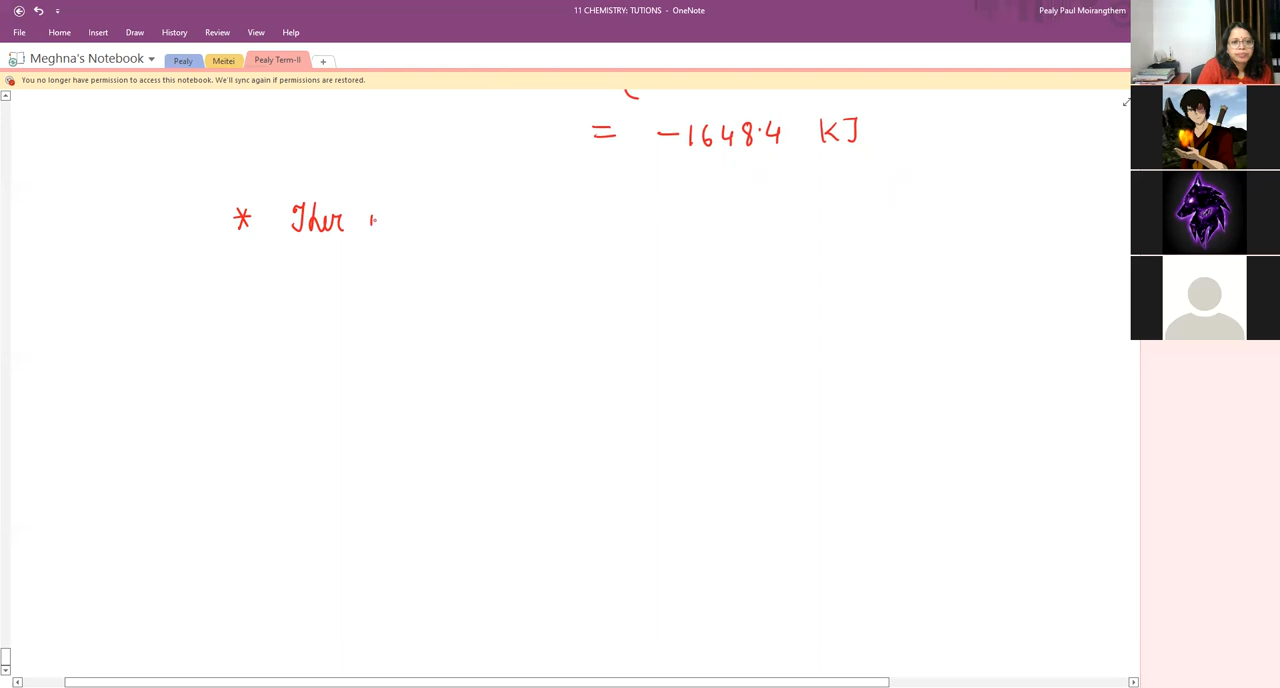 11 CHEMISTRY: TUTIONS - OneNote
Pealy Paul Moirangthem
File Home Insert Draw History Review View Help
Meghna's Notebook Pealy Meitei Pealy Term-II
You no longer have permission to access this notebook. We'll sync again if permissions are restored.
= -1648.4 KJ
* Ther